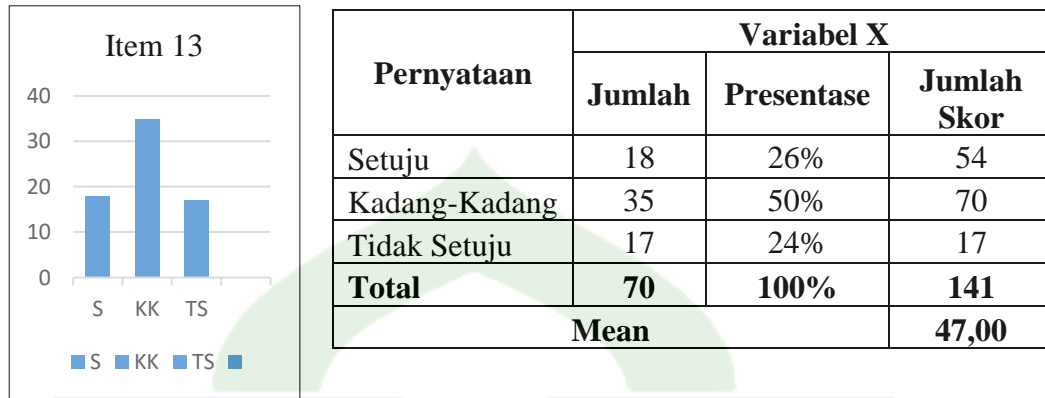 Item 13
40
30
20
10
0
S KK TS
S KK TS
Pernyataan
Variabel X
Jumlah Presentase Jumlah
Skor
Setuju 18 26% 54
Kadang-Kadang 35 50% 70
Tidak Setuju 17 24% 17
Total 70 100% 141
Mean 47,00